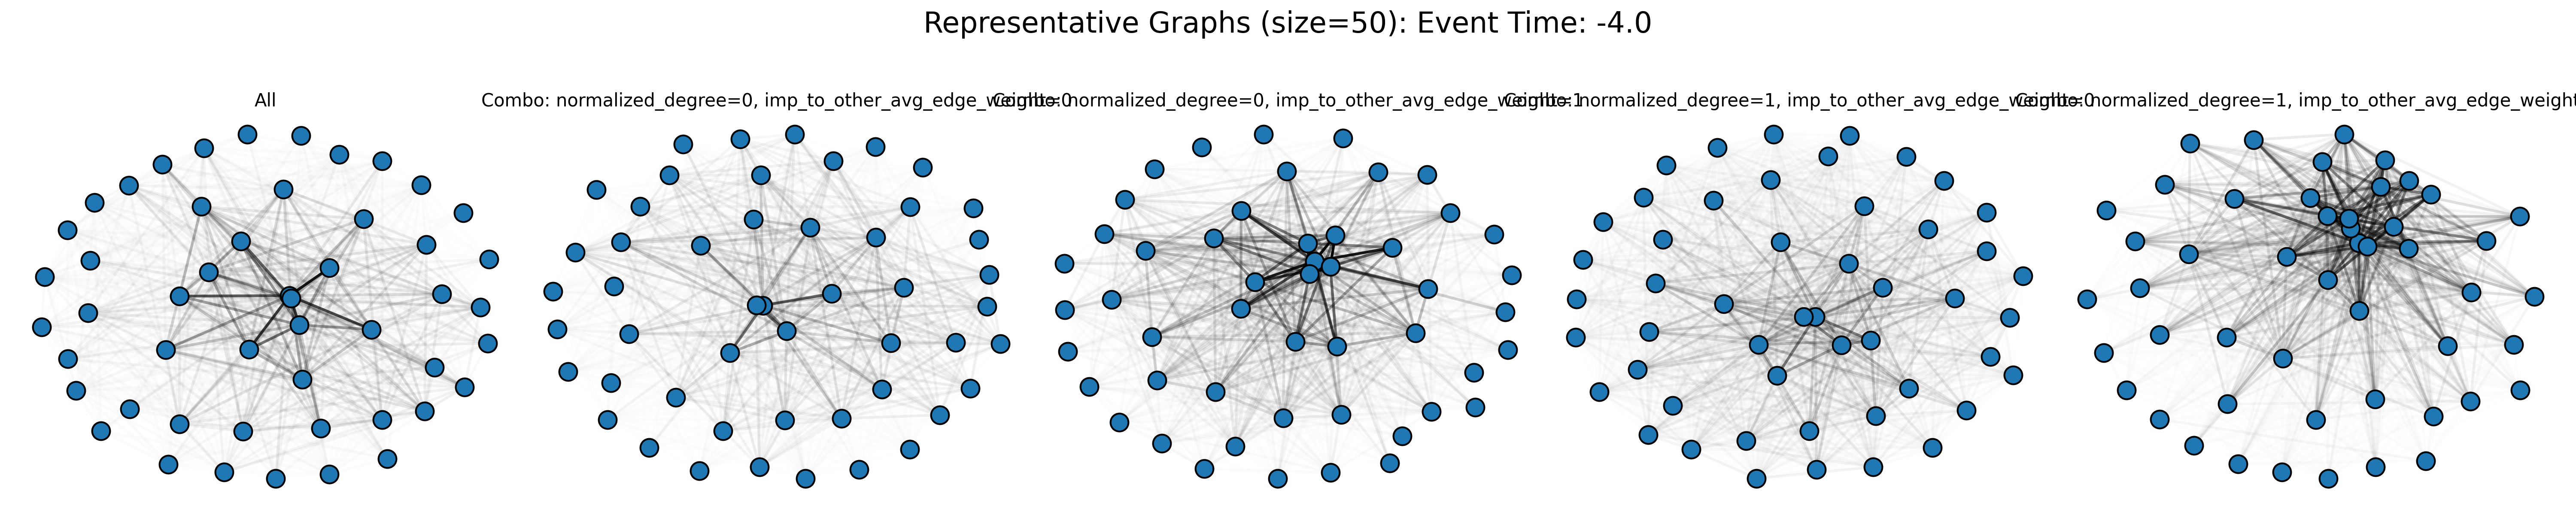 Representative Graphs (size=50): Event Time: -4.0
All
Combo: normalized_degree=0, imp_to_other_avg_edge_weight=0
Combo: normalized_degree=0, imp_to_other_avg_edge_weight=1
Combo: normalized_degree=1, imp_to_other_avg_edge_weight=0
Combo: normalized_degree=1, imp_to_other_avg_edge_weight